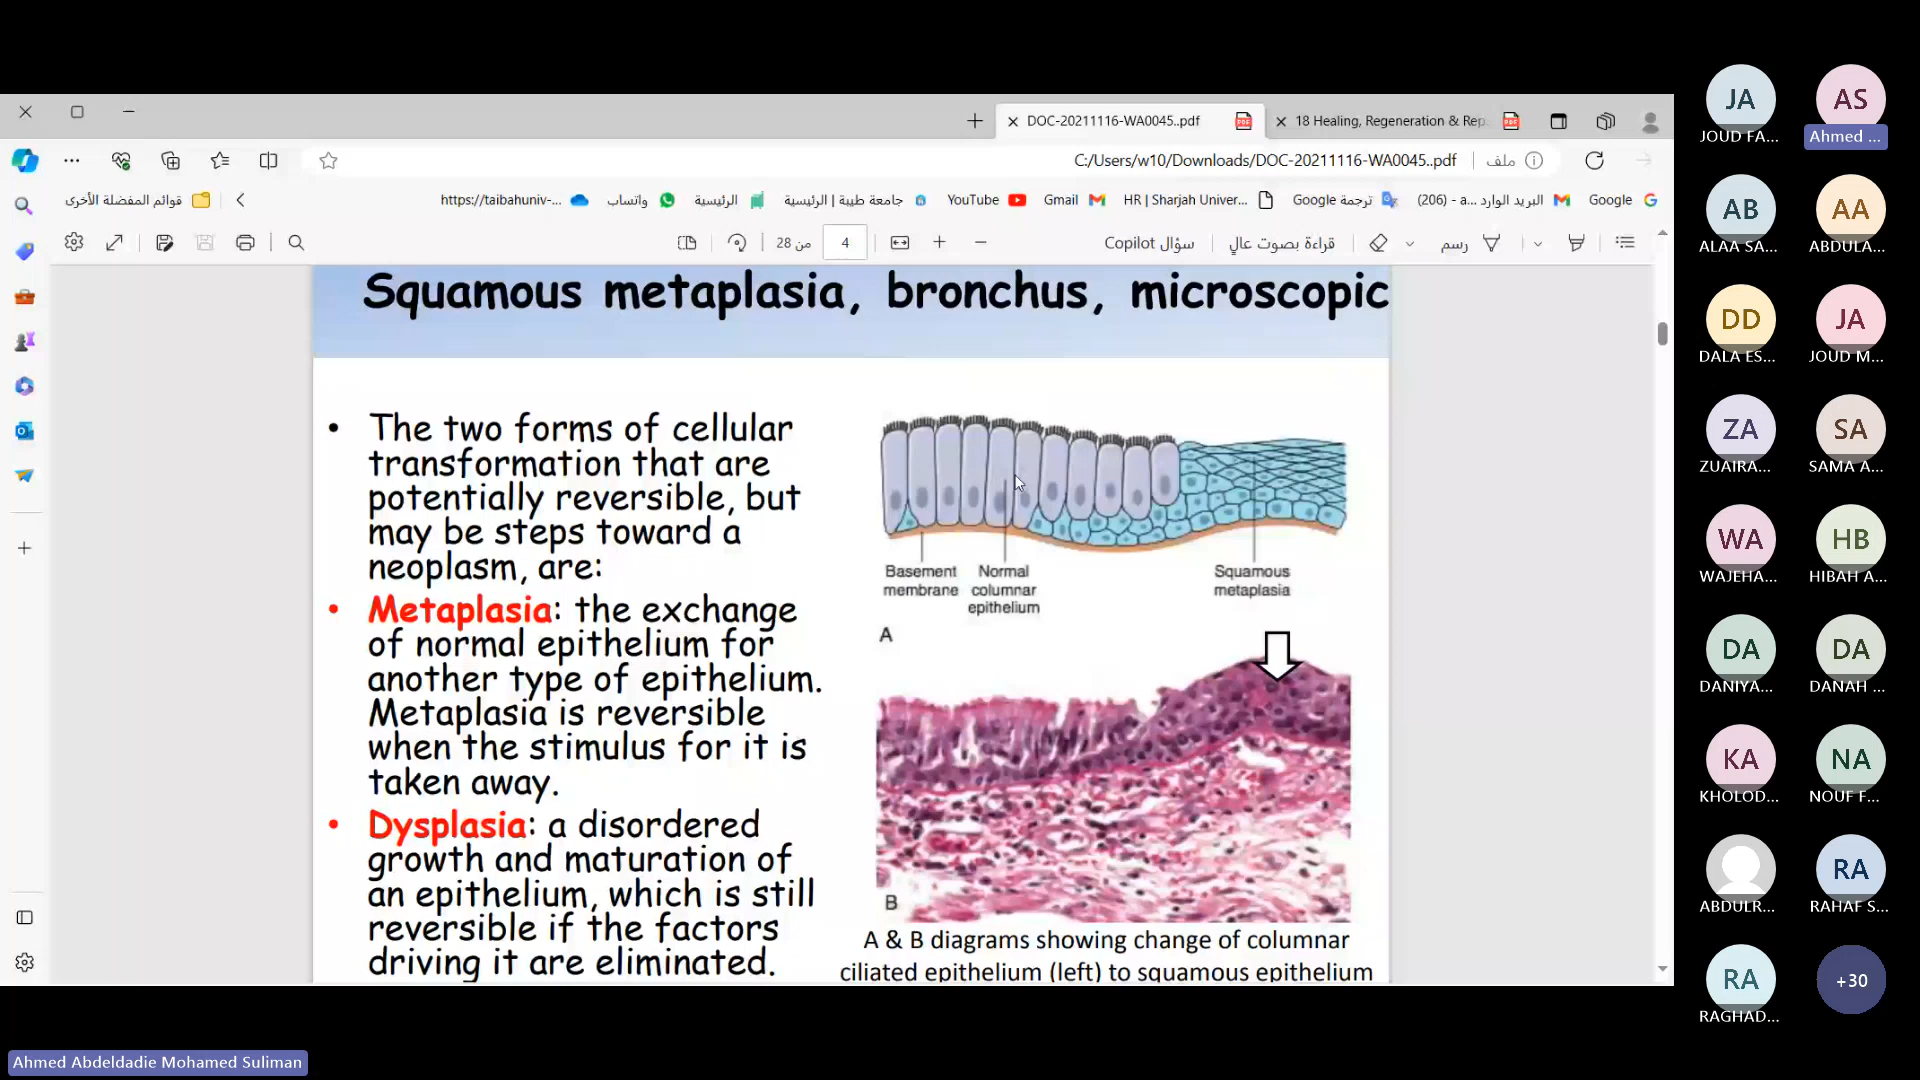 DOC-20211116-WA0045..pdf
18 Healing, Regeneration & Rep
C:/Users/w10/Downloads/DOC-20211116-WA0045..pdf
ملف
Google
البريد الوارد (206) - a...
ترجمة Google
HR | Sharjah Univer...
Gmail
YouTube
جامعة طيبة | الرئيسية
الرئيسية
واتساب
https://taibahuniv-...
قوائم المفضلة الأخرى
رسم
قراءة بصوت عالٍ
سؤال Copilot
4
من 28
Squamous metaplasia, bronchus, microscopic
• The two forms of cellular
transformation that are
potentially reversible, but
may be steps toward a
neoplasm, are:
• Metaplasia: the exchange
of normal epithelium for
another type of epithelium.
Metaplasia is reversible
when the stimulus for it is
taken away.
• Dysplasia: a disordered
growth and maturation of
an epithelium, which is still
reversible if the factors
driving it are eliminated.
Basement
membrane
Normal
columnar
epithelium
Squamous
metaplasia
A
B
A & B diagrams showing change of columnar
ciliated epithelium (left) to squamous epithelium
JA
JOUD FA...
AS
Ahmed ...
AB
ALAA SA...
AA
ABDULA...
DD
DALA ES...
JA
JOUD M...
ZA
ZUAIRA...
SA
SAMA A...
WA
WAJEHA...
HB
HIBAH A...
DA
DANIYA...
DA
DANAH ...
KA
KHOLOD...
NA
NOUF F...
ABDULR...
RA
RAHAF S...
RA
RAGHAD...
+30
Ahmed Abdeldadie Mohamed Suliman